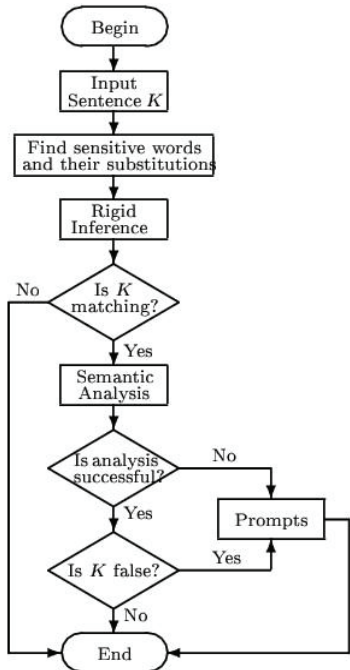 Begin
Input
Sentence K
Find sensitive words
and their substitutions
Rigid
Inference
Is K
matching?
No
Yes
Semantic
Analysis
Is analysis
successful?
No
Yes
Prompts
Is K false?
Yes
No
End